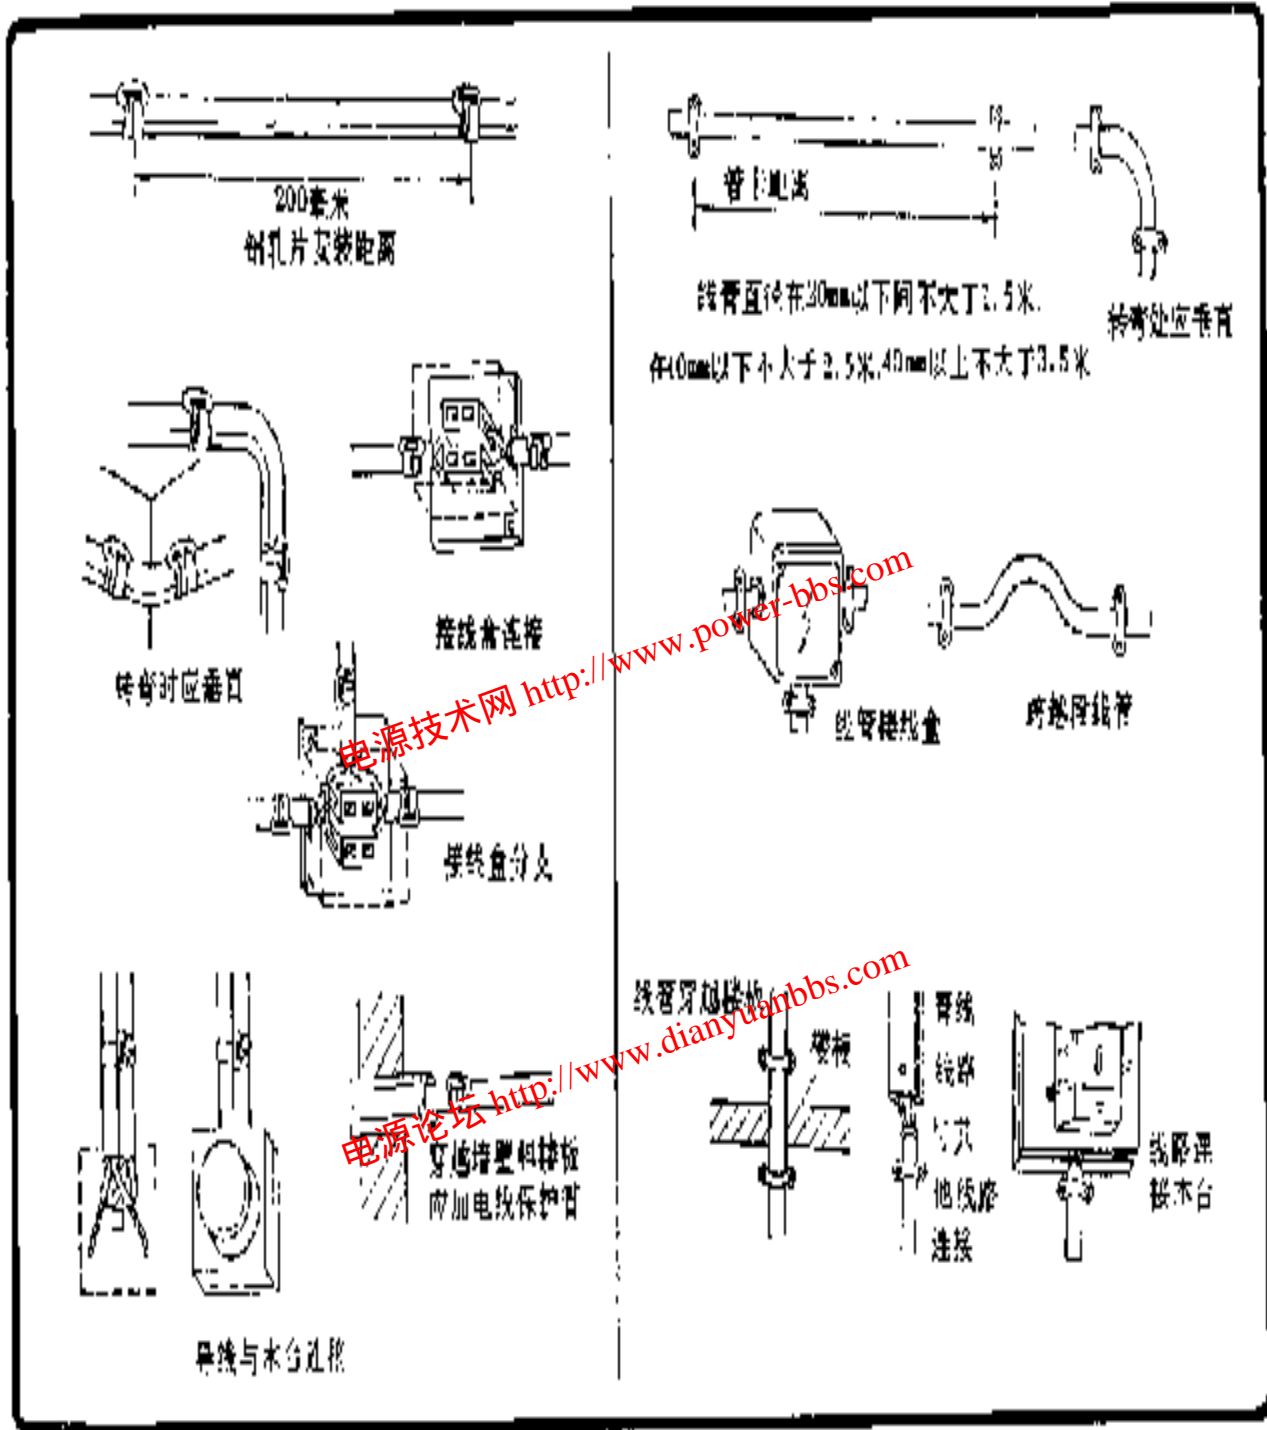 200毫米
铝轧片安装距离
转弯时应垂直
接线盒连接
接线盒分支
导线与木台连接
穿越墙壁和楼板
应加电线保护管
管卡距离
线管直径在20mm以下间不大于1.5米.
在40mm以下不大于2.5米.40mm以上不大于3.5米
转弯处应垂直
线管接线盒
跨越段线管
线管穿越楼板
楼板
管线
线路
与其
他线路
连接
线路埋
接木台
电源技术网 http://www.power-bbs.com
电源论坛 http://www.dianyuanbbs.com